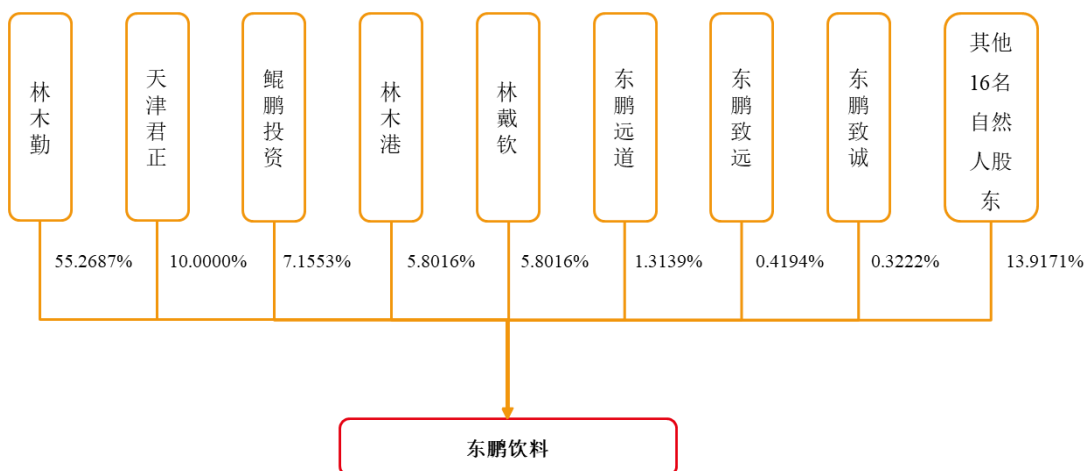 林木勤
天津君正
鲲鹏投资
林木港
林戴钦
东鹏远道
东鹏致远
东鹏致诚
其他
16名
自然
人股
东
55.2687%
10.0000%
7.1553%
5.8016%
5.8016%
1.3139%
0.4194%
0.3222%
13.9171%
东鹏饮料